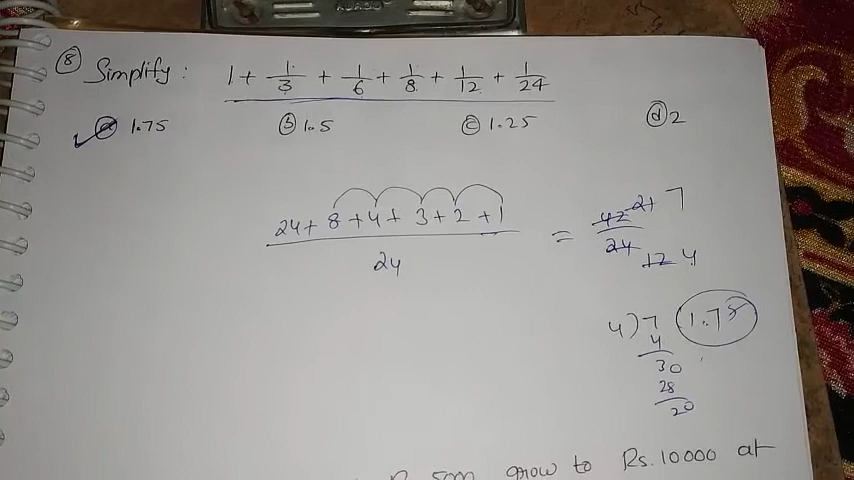 8 Simplify: 1 + 1/3 + 1/6 + 1/8 + 1/12 + 1/24
a 1.75 b 1.5 c 1.25 d 2
24 + 8 + 4 + 3 + 2 + 1 / 24 = 42/24 21 7 12 4
4) 7 (1.75
4
30
28
20
grow to Rs. 10000 at